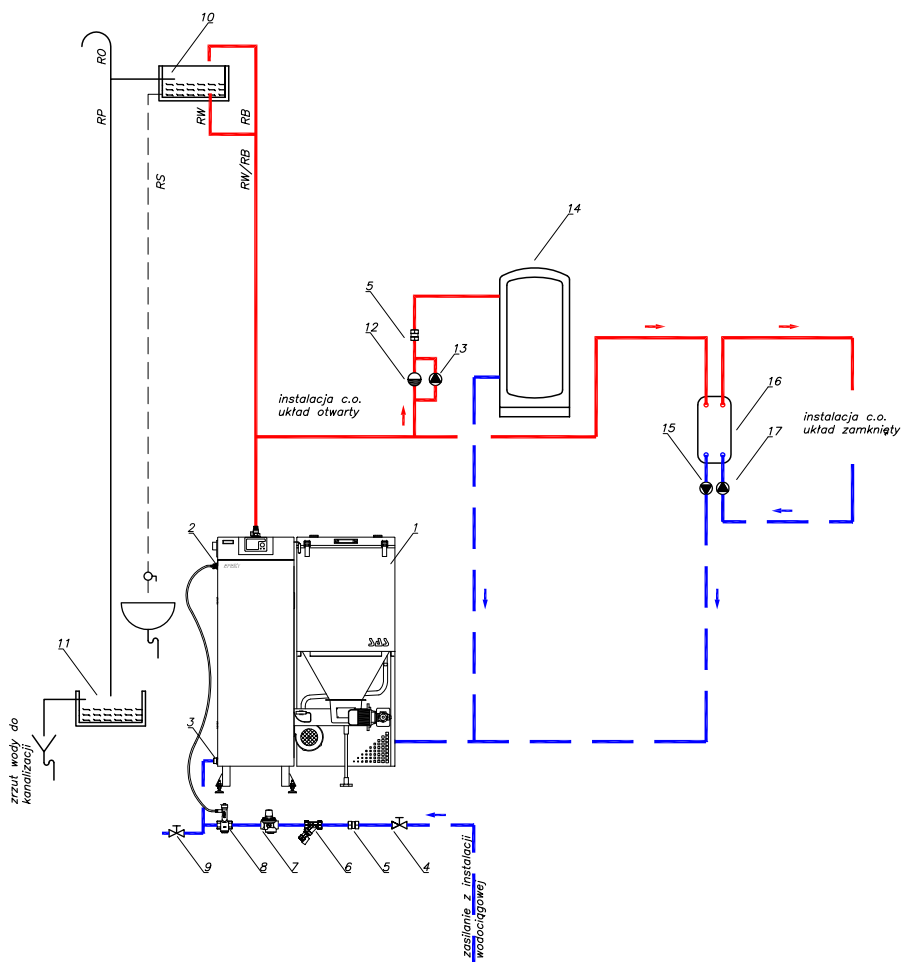 10
RO
RP
RW
RB
RS
RW/RB
14
5
12
13
instalacja c.o.
układ otwarty
16
instalacja c.o.
układ zamknięty
15
17
2
1
SAS
11
3
zrzut wody do
kanalizacji
9
8
7
6
5
4
zasilanie z instalacji
wodociągowej